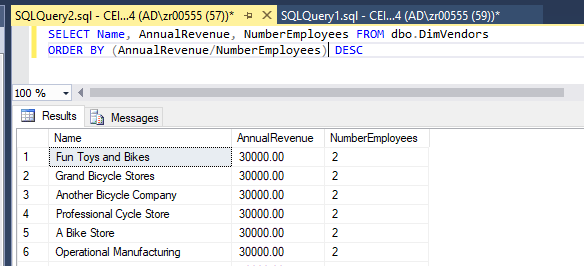 SQLQuery2.sql - CEI...4 (AD\zr00555 (57))* SQLQuery1.sql - CEI...4 (AD\zr00555 (59))*
SELECT Name, AnnualRevenue, NumberEmployees FROM dbo.DimVendors
ORDER BY (AnnualRevenue/NumberEmployees) DESC
100 %
Results Messages
Name AnnualRevenue NumberEmployees
1 Fun Toys and Bikes 30000.00 2
2 Grand Bicycle Stores 30000.00 2
3 Another Bicycle Company 30000.00 2
4 Professional Cycle Store 30000.00 2
5 A Bike Store 30000.00 2
6 Operational Manufacturing 30000.00 2